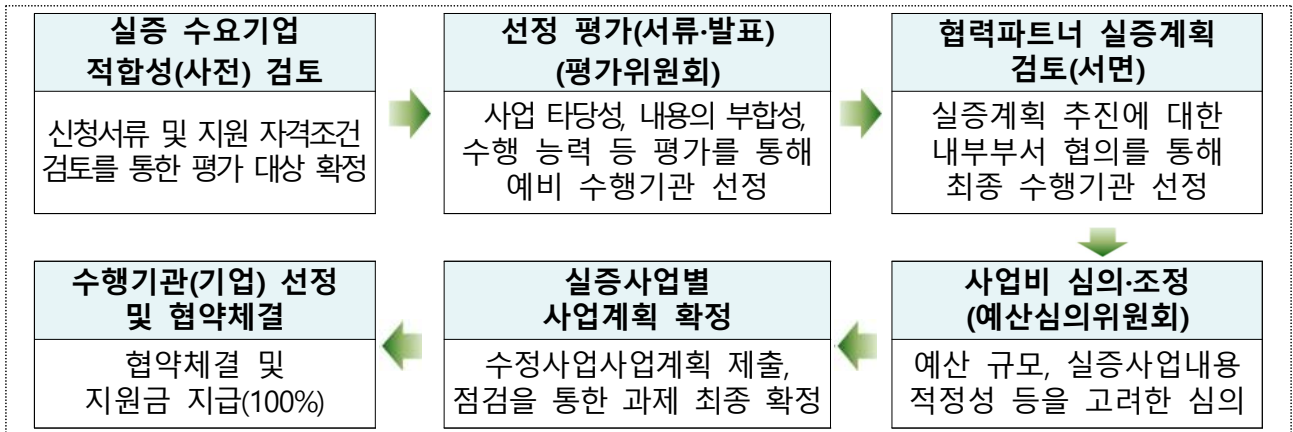 실증 수요기업
적합성(사전) 검토
신청서류 및 지원 자격조건
검토를 통한 평가 대상 확정
선정 평가(서류·발표)
(평가위원회)
사업 타당성, 내용의 부합성,
수행 능력 등 평가를 통해
예비 수행기관 선정
협력파트너 실증계획
검토(서면)
실증계획 추진에 대한
내부부서 협의를 통해
최종 수행기관 선정
사업비 심의·조정
(예산심의위원회)
예산 규모, 실증사업내용
적정성 등을 고려한 심의
실증사업별
사업계획 확정
수정사업사업계획 제출,
점검을 통한 과제 최종 확정
수행기관(기업) 선정
및 협약체결
협약체결 및
지원금 지급(100%)